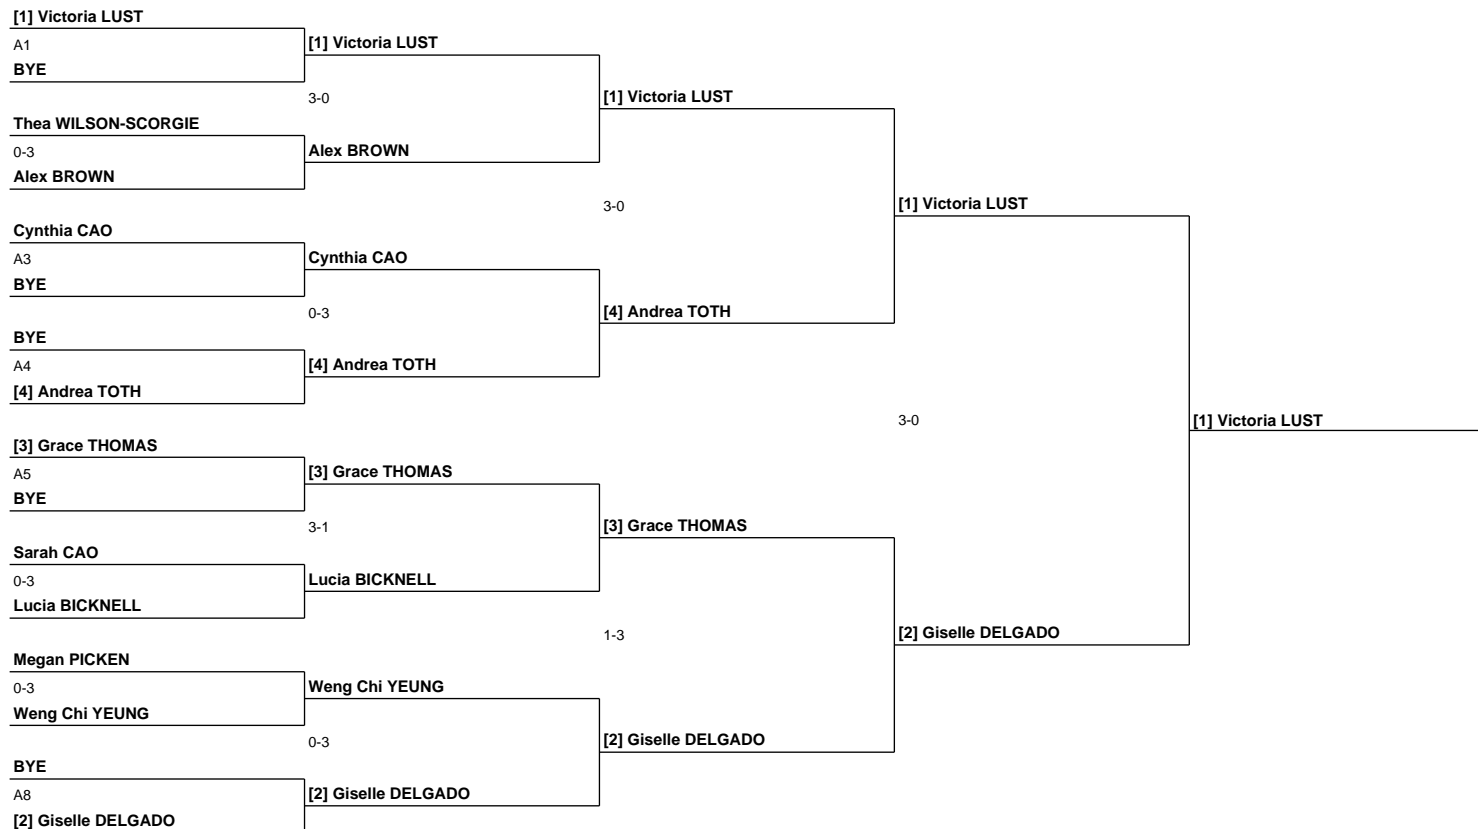 [1] Victoria LUST
A1
BYE
[1] Victoria LUST
3-0
Thea WILSON-SCORGIE
0-3
Alex BROWN
Alex BROWN
[1] Victoria LUST
3-0
Cynthia CAO
A3
BYE
Cynthia CAO
0-3
BYE
A4
[4] Andrea TOTH
[4] Andrea TOTH
[4] Andrea TOTH
[1] Victoria LUST
3-0
[3] Grace THOMAS
A5
BYE
[3] Grace THOMAS
3-1
Sarah CAO
0-3
Lucia BICKNELL
Lucia BICKNELL
[3] Grace THOMAS
1-3
Megan PICKEN
0-3
Weng Chi YEUNG
Weng Chi YEUNG
0-3
BYE
A8
[2] Giselle DELGADO
[2] Giselle DELGADO
[2] Giselle DELGADO
[2] Giselle DELGADO
[1] Victoria LUST